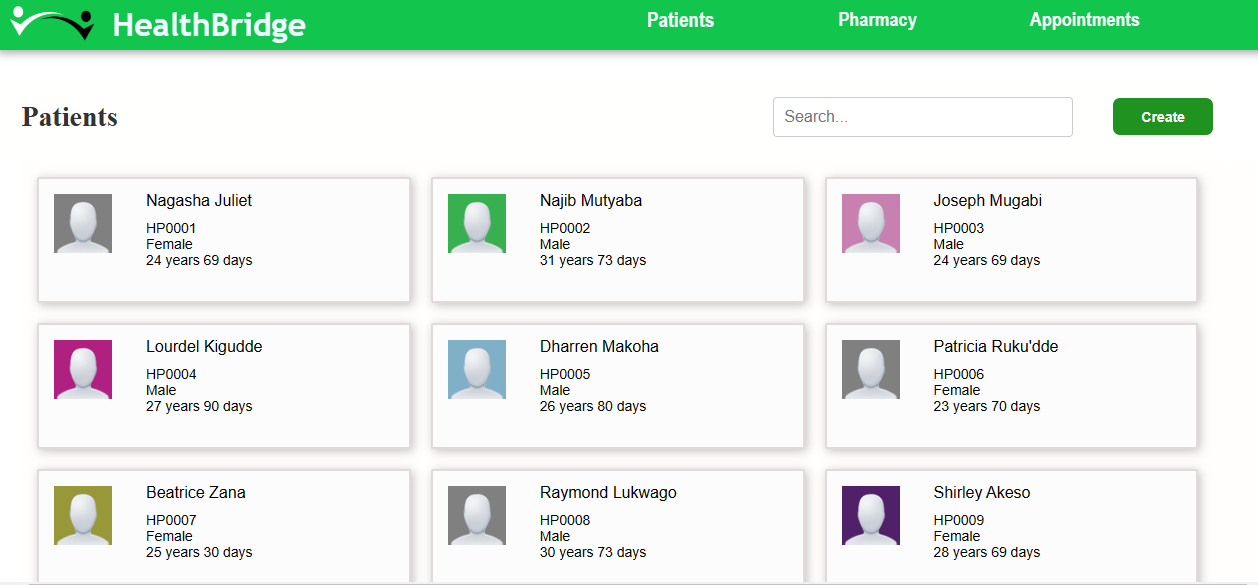 HealthBridge
Patients
Pharmacy
Appointments
Patients
Search...
Create
Nagasha Juliet
HP0001
Female
24 years 69 days
Najib Mutyaba
HP0002
Male
31 years 73 days
Joseph Mugabi
HP0003
Male
24 years 69 days
Lourdel Kigudde
HP0004
Male
27 years 90 days
Dharren Makoha
HP0005
Male
26 years 80 days
Patricia Ruku'dde
HP0006
Female
23 years 70 days
Beatrice Zana
HP0007
Female
25 years 30 days
Raymond Lukwago
HP0008
Male
30 years 73 days
Shirley Akeso
HP0009
Female
28 years 69 days